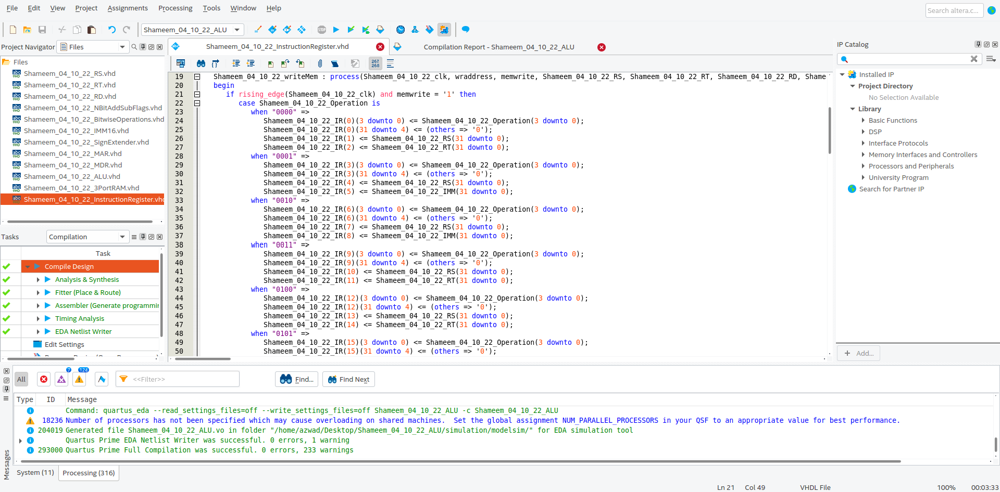 File Edit View Project Assignments Processing Tools Window Help
Search altera.c...
Shameem_04_10_22_ALU
STOP
Project Navigator Files
Files
Shameem_04_10_22_RS.vhd
Shameem_04_10_22_RT.vhd
Shameem_04_10_22_RD.vhd
Shameem_04_10_22_NBitAddSubFlags.vhd
Shameem_04_10_22_BitwiseOperations.vhd
Shameem_04_10_22_IMM16.vhd
Shameem_04_10_22_SignExtender.vhd
Shameem_04_10_22_MAR.vhd
Shameem_04_10_22_MDR.vhd
Shameem_04_10_22_ALU.vhd
Shameem_04_10_22_3PortRAM.vhd
Shameem_04_10_22_InstructionRegister.vhd
Tasks Compilation
Task
Compile Design
Analysis & Synthesis
Fitter (Place & Route)
Assembler (Generate programmin
Timing Analysis
EDA Netlist Writer
Edit Settings
Shameem_04_10_22_InstructionRegister.vhd
Compilation Report - Shameem_04_10_22_ALU
267
268
19 Shameem_04_10_22_writeMem : process(Shameem_04_10_22_clk, wraddress, memwrite, Shameem_04_10_22_RS, Shameem_04_10_22_RT, Shameem_04_10_22_RD, Shame
20 begin
21 if rising_edge(Shameem_04_10_22_clk) and memwrite = '1' then
22 case Shameem_04_10_22_Operation is
23 when "0000" =>
24 Shameem_04_10_22_IR(0)(3 downto 0) <= Shameem_04_10_22_Operation(3 downto 0);
25 Shameem_04_10_22_IR(0)(31 downto 4) <= (others => '0');
26 Shameem_04_10_22_IR(1) <= Shameem_04_10_22_RS(31 downto 0);
27 Shameem_04_10_22_IR(2) <= Shameem_04_10_22_RT(31 downto 0);
28 when "0001" =>
29 Shameem_04_10_22_IR(3)(3 downto 0) <= Shameem_04_10_22_Operation(3 downto 0);
30 Shameem_04_10_22_IR(3)(31 downto 4) <= (others => '0');
31 Shameem_04_10_22_IR(4) <= Shameem_04_10_22_RS(31 downto 0);
32 Shameem_04_10_22_IR(5) <= Shameem_04_10_22_IMM(31 downto 0);
33 when "0010" =>
34 Shameem_04_10_22_IR(6)(3 downto 0) <= Shameem_04_10_22_Operation(3 downto 0);
35 Shameem_04_10_22_IR(6)(31 downto 4) <= (others => '0');
36 Shameem_04_10_22_IR(7) <= Shameem_04_10_22_RS(31 downto 0);
37 Shameem_04_10_22_IR(8) <= Shameem_04_10_22_IMM(31 downto 0);
38 when "0011" =>
39 Shameem_04_10_22_IR(9)(3 downto 0) <= Shameem_04_10_22_Operation(3 downto 0);
40 Shameem_04_10_22_IR(9)(31 downto 4) <= (others => '0');
41 Shameem_04_10_22_IR(10) <= Shameem_04_10_22_RS(31 downto 0);
42 Shameem_04_10_22_IR(11) <= Shameem_04_10_22_RT(31 downto 0);
43 when "0100" =>
44 Shameem_04_10_22_IR(12)(3 downto 0) <= Shameem_04_10_22_Operation(3 downto 0);
45 Shameem_04_10_22_IR(12)(31 downto 4) <= (others => '0');
46 Shameem_04_10_22_IR(13) <= Shameem_04_10_22_RS(31 downto 0);
47 Shameem_04_10_22_IR(14) <= Shameem_04_10_22_RT(31 downto 0);
48 when "0101" =>
49 Shameem_04_10_22_IR(15)(3 downto 0) <= Shameem_04_10_22_Operation(3 downto 0);
50 Shameem_04_10_22_IR(15)(31 downto 4) <= (others => '0');
IP Catalog
Installed IP
Project Directory
No Selection Available
Library
Basic Functions
DSP
Interface Protocols
Memory Interfaces and Controllers
Processors and Peripherals
University Program
Search for Partner IP
+ Add...
All 7 124 <<Filter>> Find... Find Next
Type ID Message
Command: quartus_eda --read_settings_files=off --write_settings_files=off Shameem_04_10_22_ALU -c Shameem_04_10_22_ALU
18236 Number of processors has not been specified which may cause overloading on shared machines. Set the global assignment NUM_PARALLEL_PROCESSORS in your QSF to an appropriate value for best performance.
204019 Generated file Shameem_04_10_22_ALU.vo in folder "/home/azwad/Desktop/Shameem_04_10_22_ALU/simulation/modelsim/" for EDA simulation tool
Quartus Prime EDA Netlist Writer was successful. 0 errors, 1 warning
293000 Quartus Prime Full Compilation was successful. 0 errors, 233 warnings
Messages
System (11) Processing (316)
Ln 21 Col 49 VHDL File 100% 00:03:33